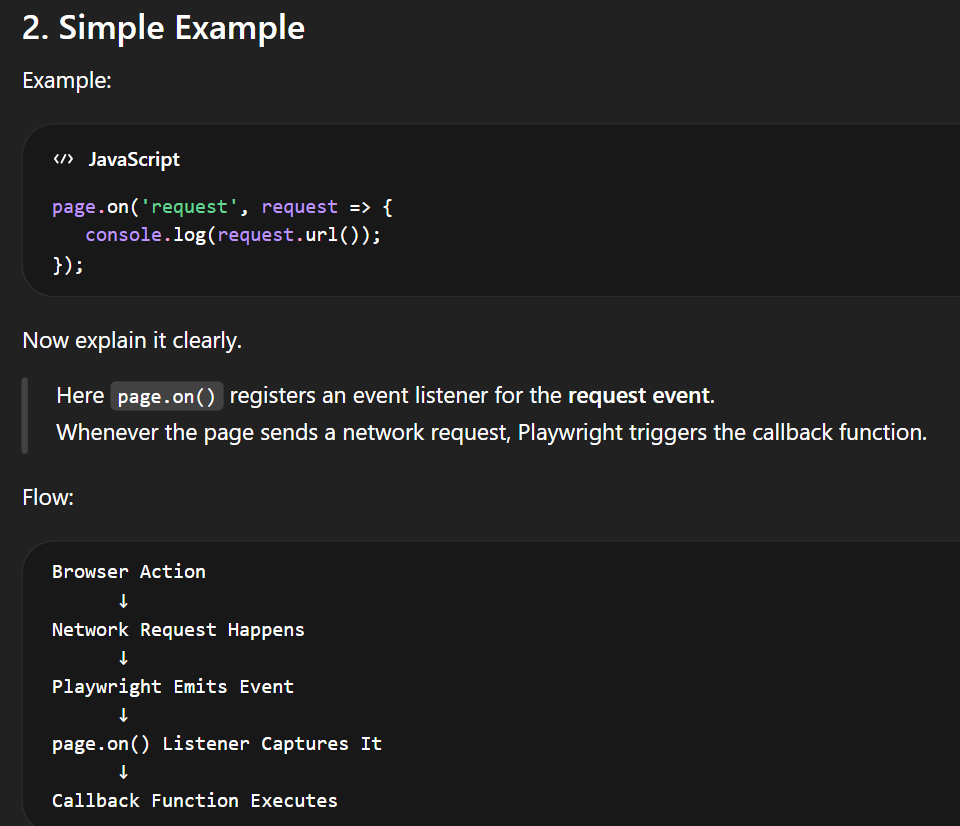 2. Simple Example
Example:
</> JavaScript
page.on('request', request => {
   console.log(request.url());
});
Now explain it clearly.
Here page.on() registers an event listener for the request event.
Whenever the page sends a network request, Playwright triggers the callback function.
Flow:
Browser Action
↓
Network Request Happens
↓
Playwright Emits Event
↓
page.on() Listener Captures It
↓
Callback Function Executes